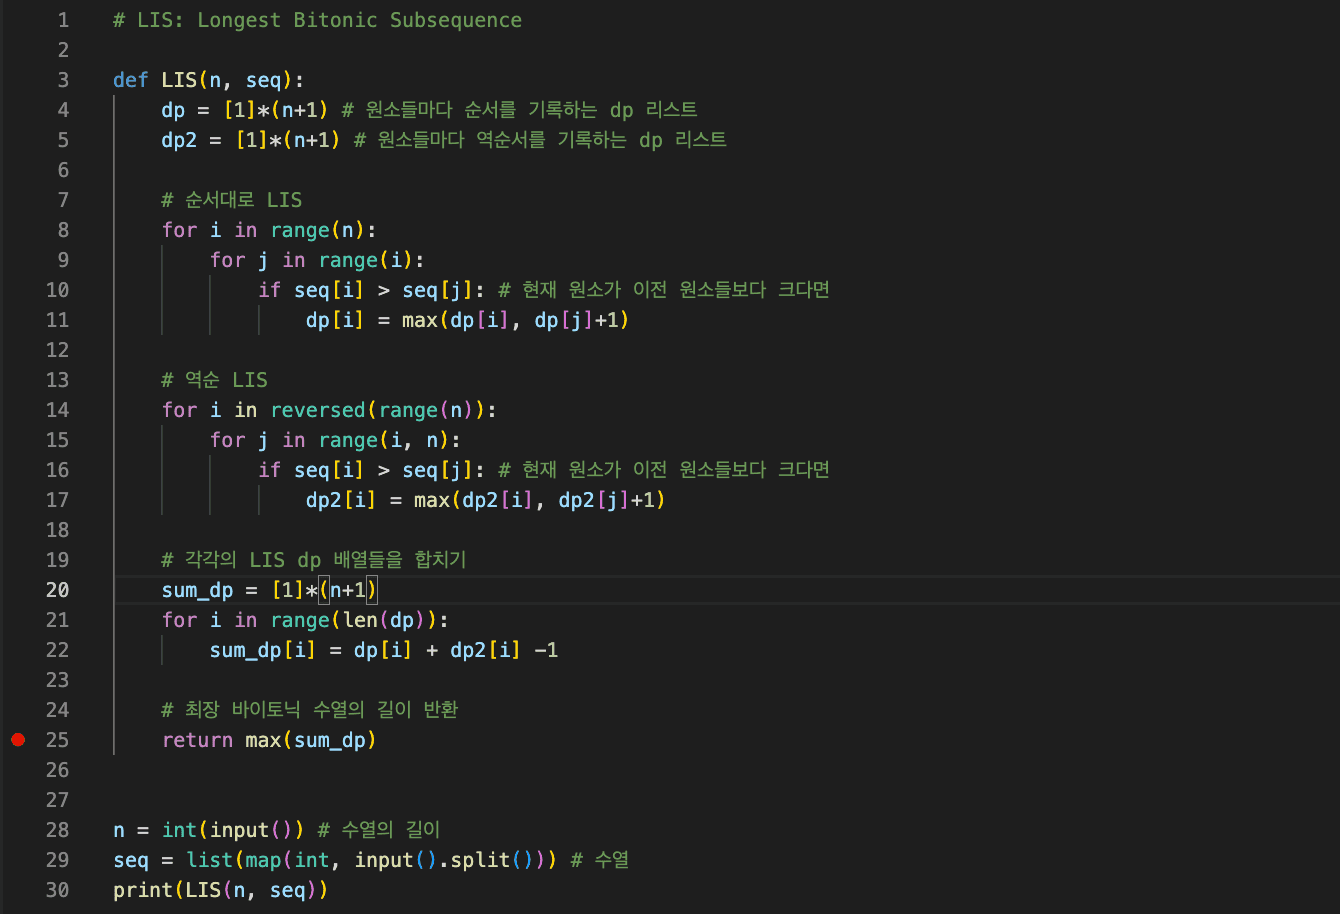 1 # LIS: Longest Bitonic Subsequence
2
3 def LIS(n, seq):
4     dp = [1]*(n+1) # 원소들마다 순서를 기록하는 dp 리스트
5     dp2 = [1]*(n+1) # 원소들마다 역순서를 기록하는 dp 리스트
6
7     # 순서대로 LIS
8     for i in range(n):
9         for j in range(i):
10             if seq[i] > seq[j]: # 현재 원소가 이전 원소들보다 크다면
11                 dp[i] = max(dp[i], dp[j]+1)
12
13     # 역순 LIS
14     for i in reversed(range(n)):
15         for j in range(i, n):
16             if seq[i] > seq[j]: # 현재 원소가 이전 원소들보다 크다면
17                 dp2[i] = max(dp2[i], dp2[j]+1)
18
19     # 각각의 LIS dp 배열들을 합치기
20     sum_dp = [1]*(n+1)
21     for i in range(len(dp)):
22         sum_dp[i] = dp[i] + dp2[i] -1
23
24     # 최장 바이토닉 수열의 길이 반환
25     return max(sum_dp)
26
27
28 n = int(input()) # 수열의 길이
29 seq = list(map(int, input().split())) # 수열
30 print(LIS(n, seq))